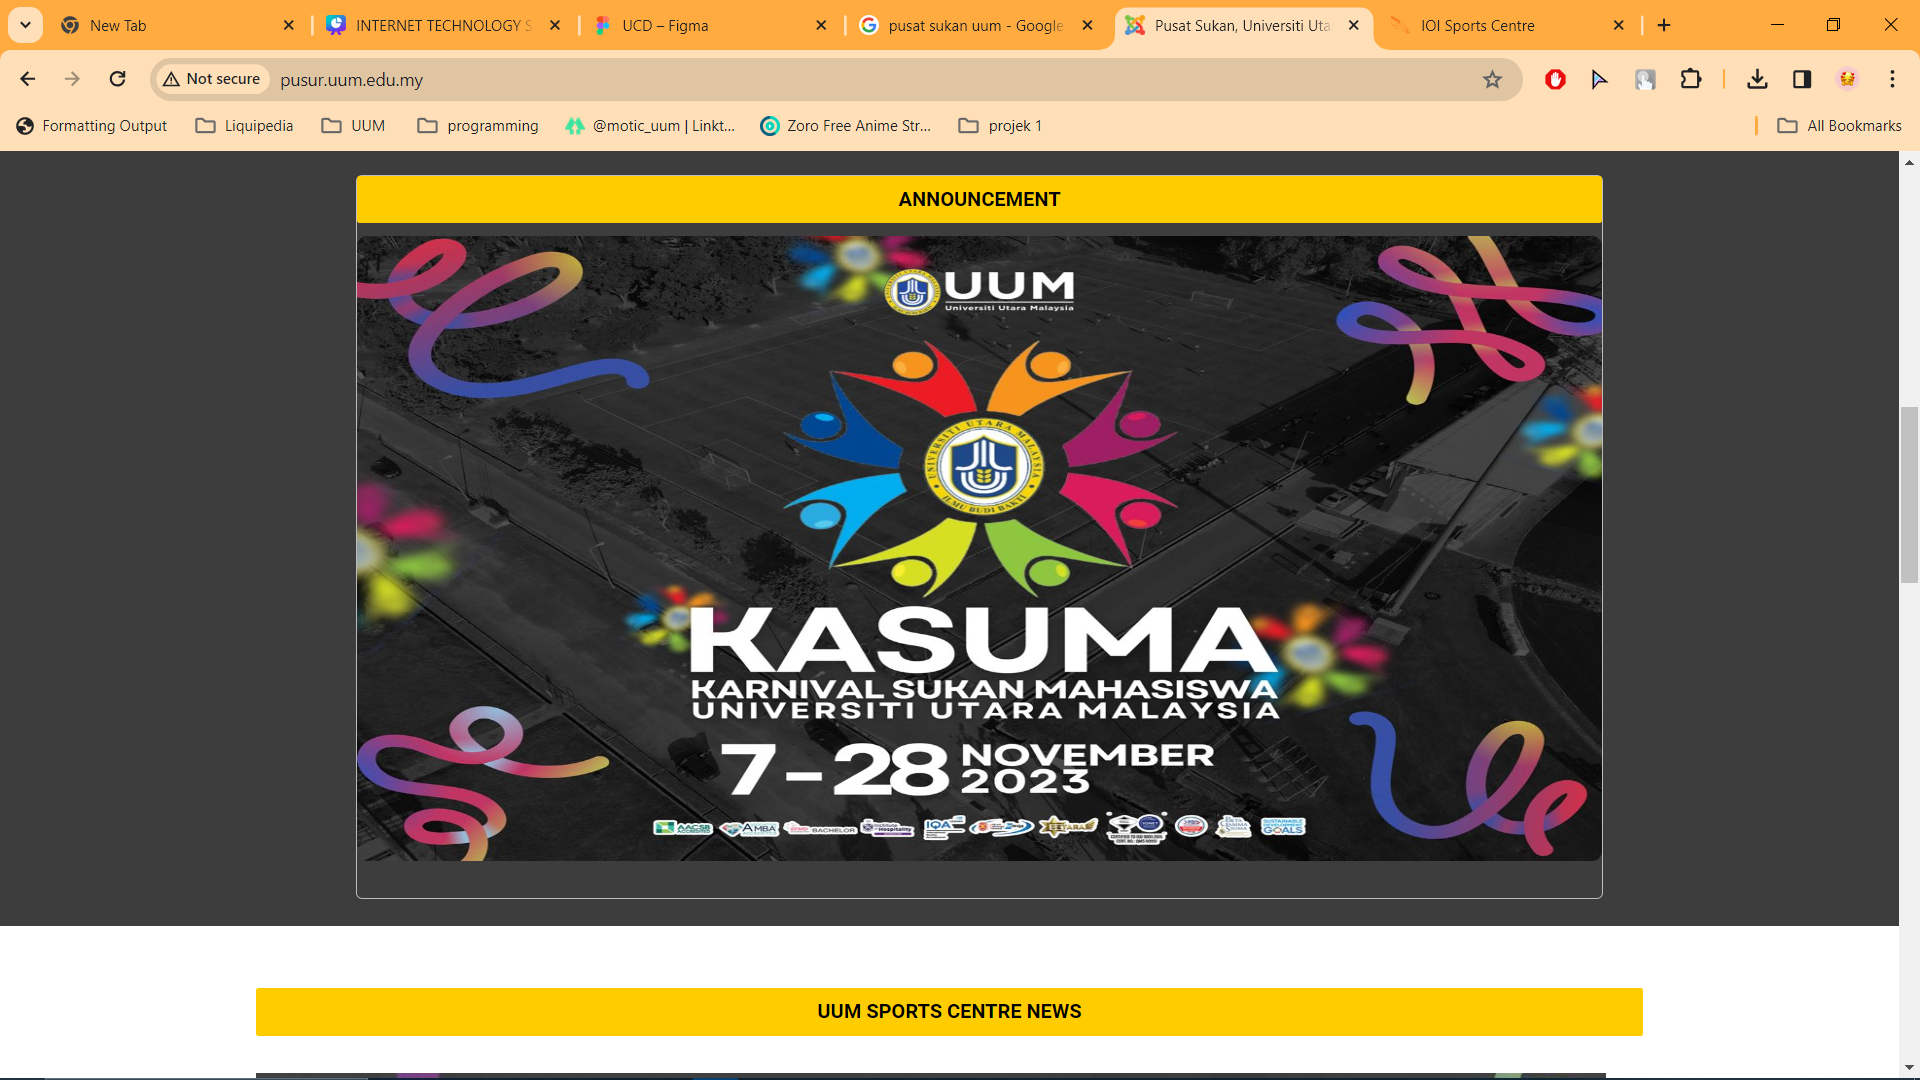 New Tab
INTERNET TECHNOLOGY S
UCD – Figma
pusat sukan uum - Google
Pusat Sukan, Universiti Uta
IOI Sports Centre
Not secure
pusur.uum.edu.my
Formatting Output
Liquipedia
UUM
programming
@motic_uum | Linkt...
Zoro Free Anime Str...
projek 1
All Bookmarks
ANNOUNCEMENT
UUM
Universiti Utara Malaysia
UNIVERSITI UTARA MALAYSIA
ILMU BUDI BAKTI
KASUMA
KARNIVAL SUKAN MAHASISWA
UNIVERSITI UTARA MALAYSIA
7-28 NOVEMBER
2023
AACSB
AMBA
BACHELOR
Hospitality
IQA
SUSTAINABLE
DEVELOPMENT
GOALS
UUM SPORTS CENTRE NEWS